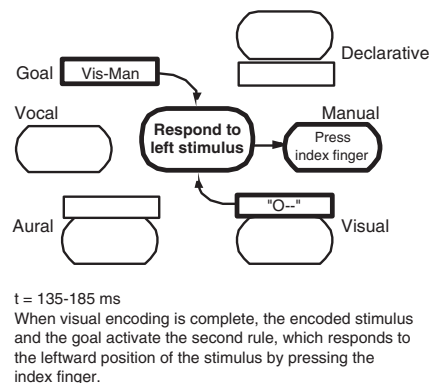 Declarative
Goal
Vis-Man
Vocal
Respond to
left stimulus
Manual
Press
index finger
Aural
"O--"
Visual
t = 135-185 ms
When visual encoding is complete, the encoded stimulus
and the goal activate the second rule, which responds to
the leftward position of the stimulus by pressing the
index finger.